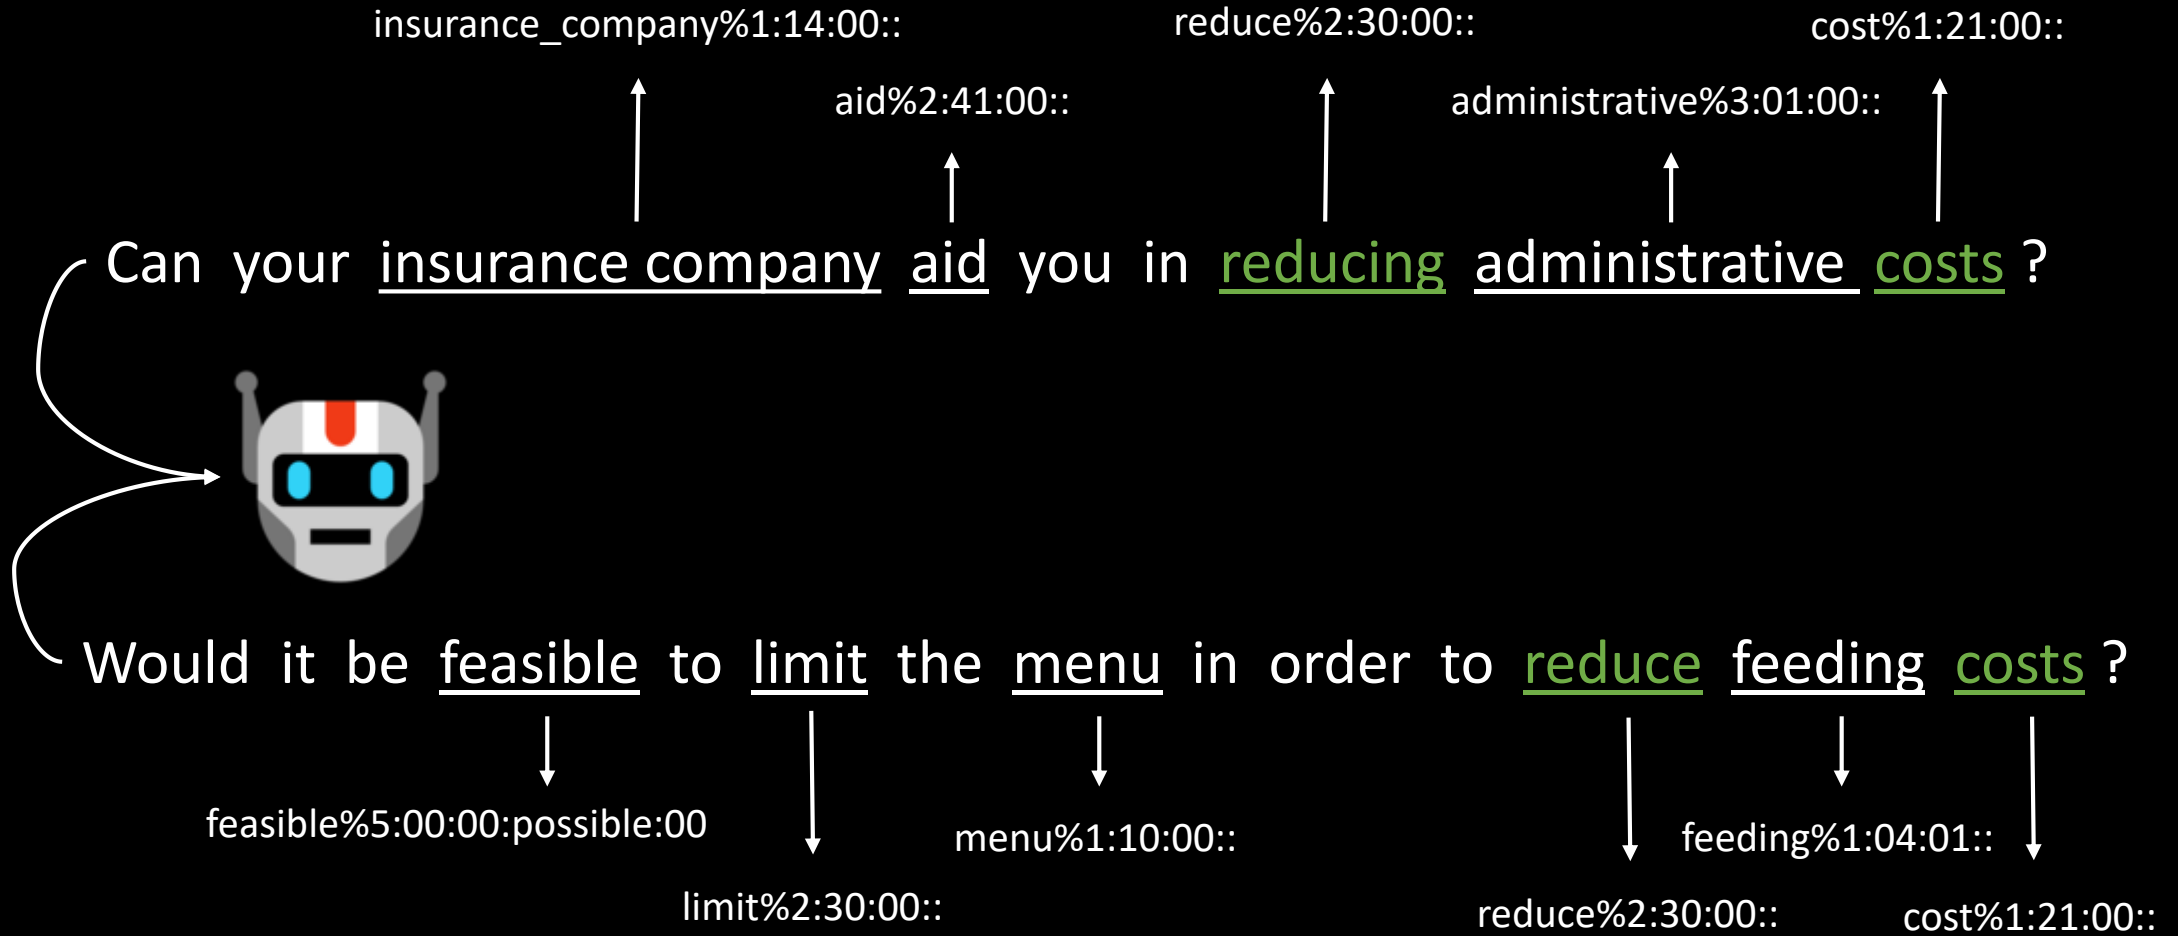 insurance_company%1:14:00:: reduce%2:30:00:: cost%1:21:00::
aid%2:41:00:: administrative%3:01:00::
Can your insurance company aid you in reducing administrative costs ?
Would it be feasible to limit the menu in order to reduce feeding costs ?
feasible%5:00:00:possible:00 menu%1:10:00:: feeding%1:04:01::
limit%2:30:00:: reduce%2:30:00:: cost%1:21:00::